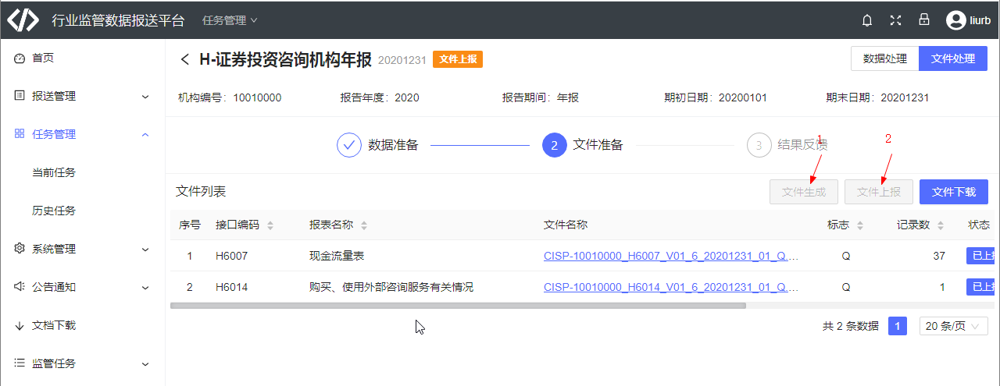 行业监管数据报送平台 任务管理 liurb
首页
报送管理
任务管理
当前任务
历史任务
系统管理
公告通知
文档下载
监管任务
H-证券投资咨询机构年报 20201231 文件上报 数据处理 文件处理
机构编号：10010000 报告年度：2020 报告期间：年报 期初日期：20200101 期末日期：20201231
数据准备 2 文件准备 3 结果反馈
1 2
文件列表 文件生成 文件上报 文件下载
序号 接口编码 报表名称 文件名称 标志 记录数 状态
1 H6007 现金流量表 CISP-10010000_H6007_V01_6_20201231_01_Q.... Q 37 已上
2 H6014 购买、使用外部咨询服务有关情况 CISP-10010000_H6014_V01_6_20201231_01_Q.... Q 1 已上
共 2 条数据 1 20 条/页